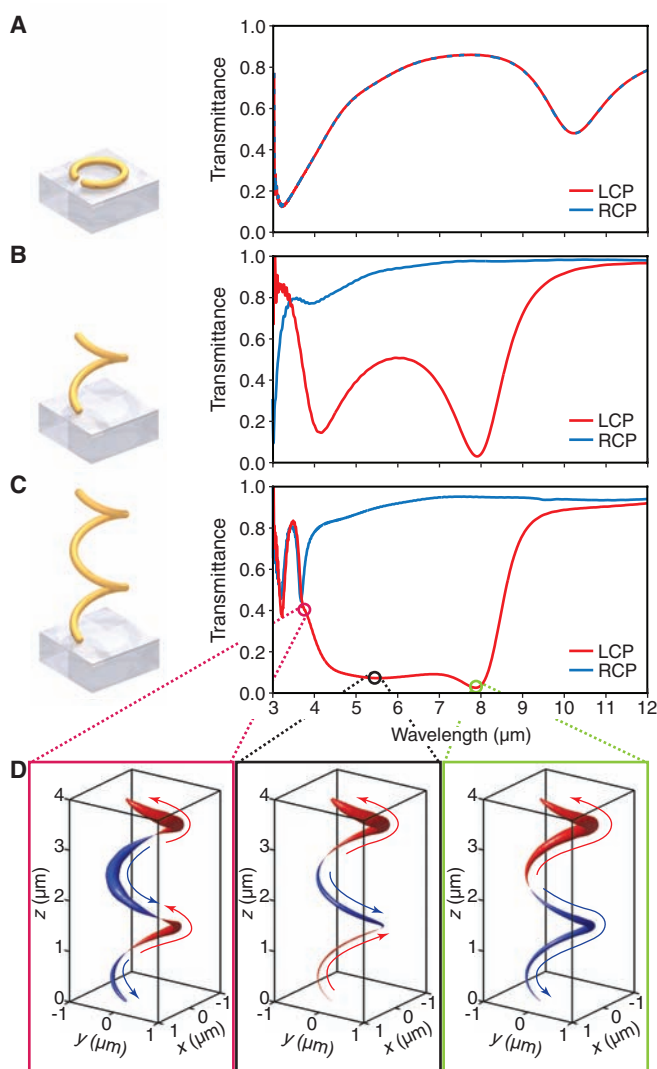 A
Transmittance
1.0
0.8
0.6
0.4
0.2
0.0
LCP
RCP
B
Transmittance
1.0
0.8
0.6
0.4
0.2
0.0
LCP
RCP
C
Transmittance
1.0
0.8
0.6
0.4
0.2
0.0
LCP
RCP
3 4 5 6 7 8 9 10 11 12
Wavelength (μm)
D
4
3
2
1
0
z (μm)
-1 0 1
y (μm)
1 0 -1
x (μm)
4
3
2
1
0
z (μm)
-1 0 1
y (μm)
1 0 -1
x (μm)
4
3
2
1
0
z (μm)
-1 0 1
y (μm)
1 0 -1
x (μm)